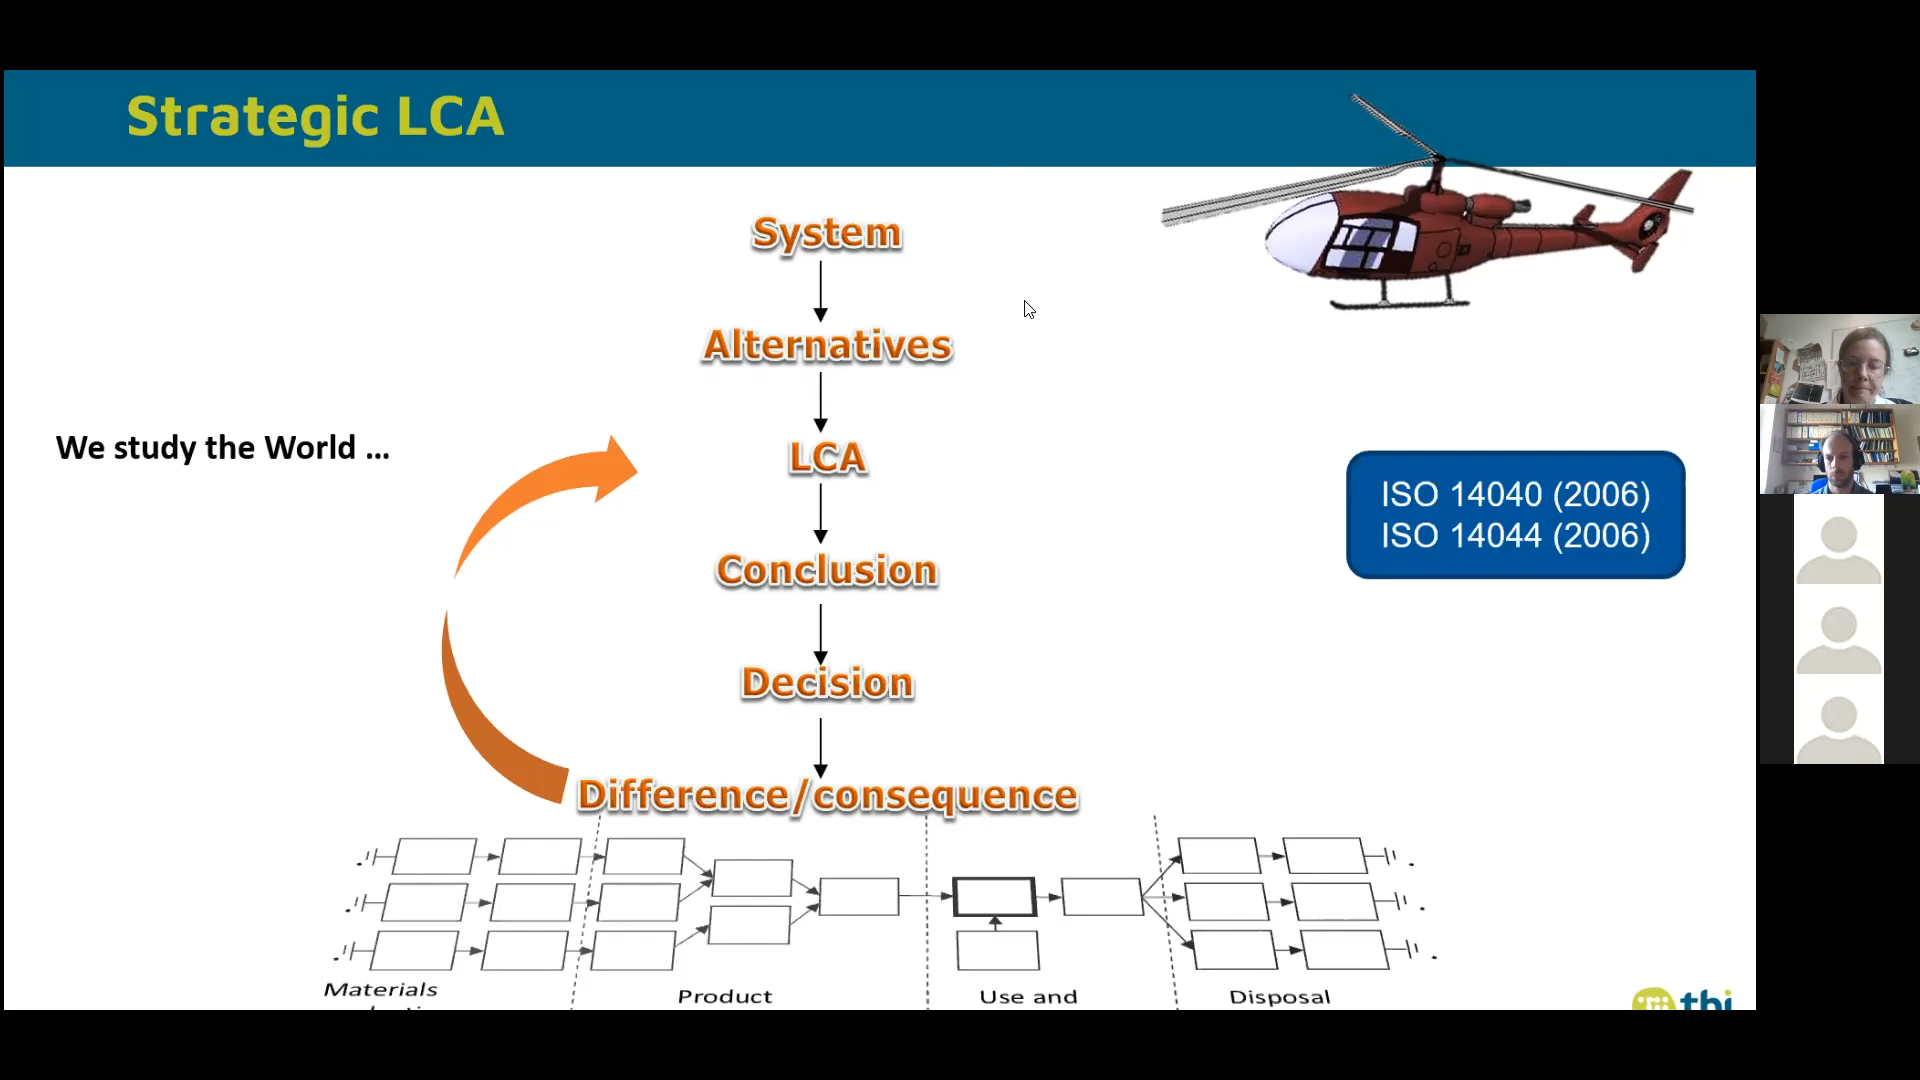 Strategic LCA
System
Alternatives
We study the World ...
LCA
ISO 14040 (2006)
ISO 14044 (2006)
Conclusion
Decision
Difference/consequence
Materials
Product
Use and
Disposal